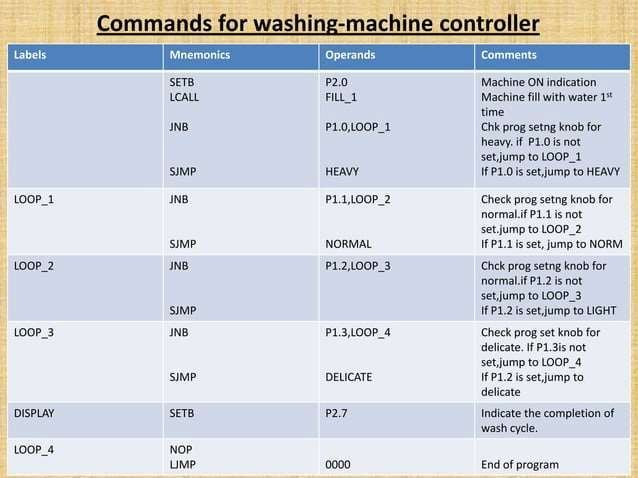 Commands for washing-machine controller
Labels Mnemonics Operands Comments
SETB P2.0 Machine ON indication
LCALL FILL_1 Machine fill with water 1st
time
JNB P1.0,LOOP_1 Chk prog setng knob for
heavy. if P1.0 is not
set,jump to LOOP_1
SJMP HEAVY If P1.0 is set,jump to HEAVY
LOOP_1 JNB P1.1,LOOP_2 Check prog setng knob for
normal.if P1.1 is not
set.jump to LOOP_2
SJMP NORMAL If P1.1 is set, jump to NORM
LOOP_2 JNB P1.2,LOOP_3 Chck prog setng knob for
normal.if P1.2 is not
set,jump to LOOP_3
SJMP If P1.2 is set,jump to LIGHT
LOOP_3 JNB P1.3,LOOP_4 Check prog set knob for
delicate. If P1.3is not
set,jump to LOOP_4
SJMP DELICATE If P1.2 is set,jump to
delicate
DISPLAY SETB P2.7 Indicate the completion of
wash cycle.
LOOP_4 NOP
LJMP 0000 End of program